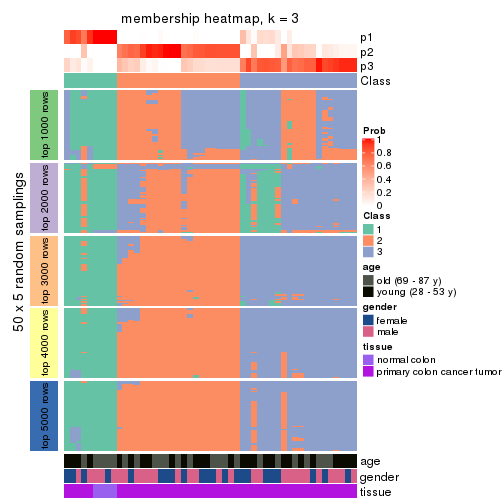 membership heatmap, k = 3
p1
p2
p3
Class
50 x 5 random samplings
top 1000 rows
top 2000 rows
top 3000 rows
top 4000 rows
top 5000 rows
age
gender
tissue
Prob
1
0.8
0.6
0.4
0.2
0
Class
1
2
3
age
old (69 - 87 y)
young (28 - 53 y)
gender
female
male
tissue
normal colon
primary colon cancer tumor